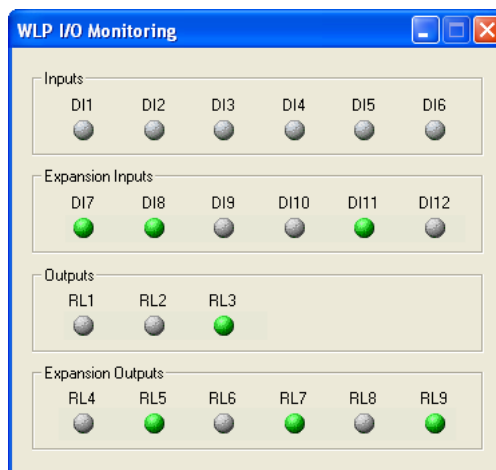 WLP I/O Monitoring
Inputs
DI1 DI2 DI3 DI4 DI5 DI6
Expansion Inputs
DI7 DI8 DI9 DI10 DI11 DI12
Outputs
RL1 RL2 RL3
Expansion Outputs
RL4 RL5 RL6 RL7 RL8 RL9